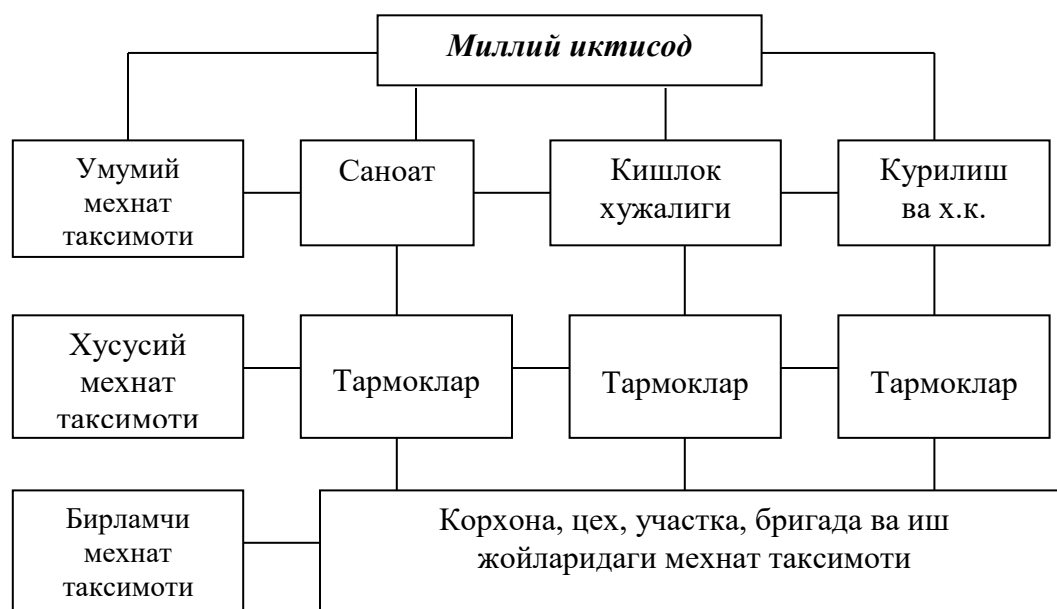 Миллий иктисод
Умумий
мехнат
таксимоти
Саноат
Кишлок
хужалиги
Курилиш
ва х.к.
Хусусий
мехнат
таксимоти
Тармоклар
Тармоклар
Тармоклар
Бирламчи
мехнат
таксимоти
Корхона, цех, участка, бригада ва иш
жойларидаги мехнат таксимоти